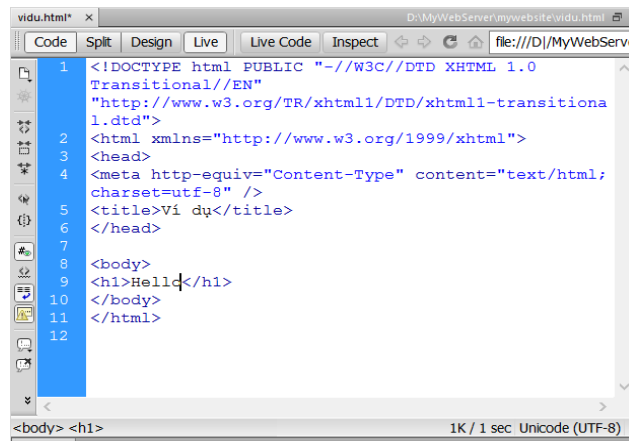 vidu.html* × D:\MyWebServer\mywebsite\vidu.html
Code Split Design Live Live Code Inspect file:///D|/MyWebServ
1 <!DOCTYPE html PUBLIC "-//W3C//DTD XHTML 1.0
Transitional//EN"
"http://www.w3.org/TR/xhtml1/DTD/xhtml1-transitiona
l.dtd">
2 <html xmlns="http://www.w3.org/1999/xhtml">
3 <head>
4 <meta http-equiv="Content-Type" content="text/html;
charset=utf-8" />
5 <title>Ví dụ</title>
6 </head>
7
8 <body>
9 <h1>Hello</h1>
10 </body>
11 </html>
12
<body> <h1> 1K / 1 sec Unicode (UTF-8)